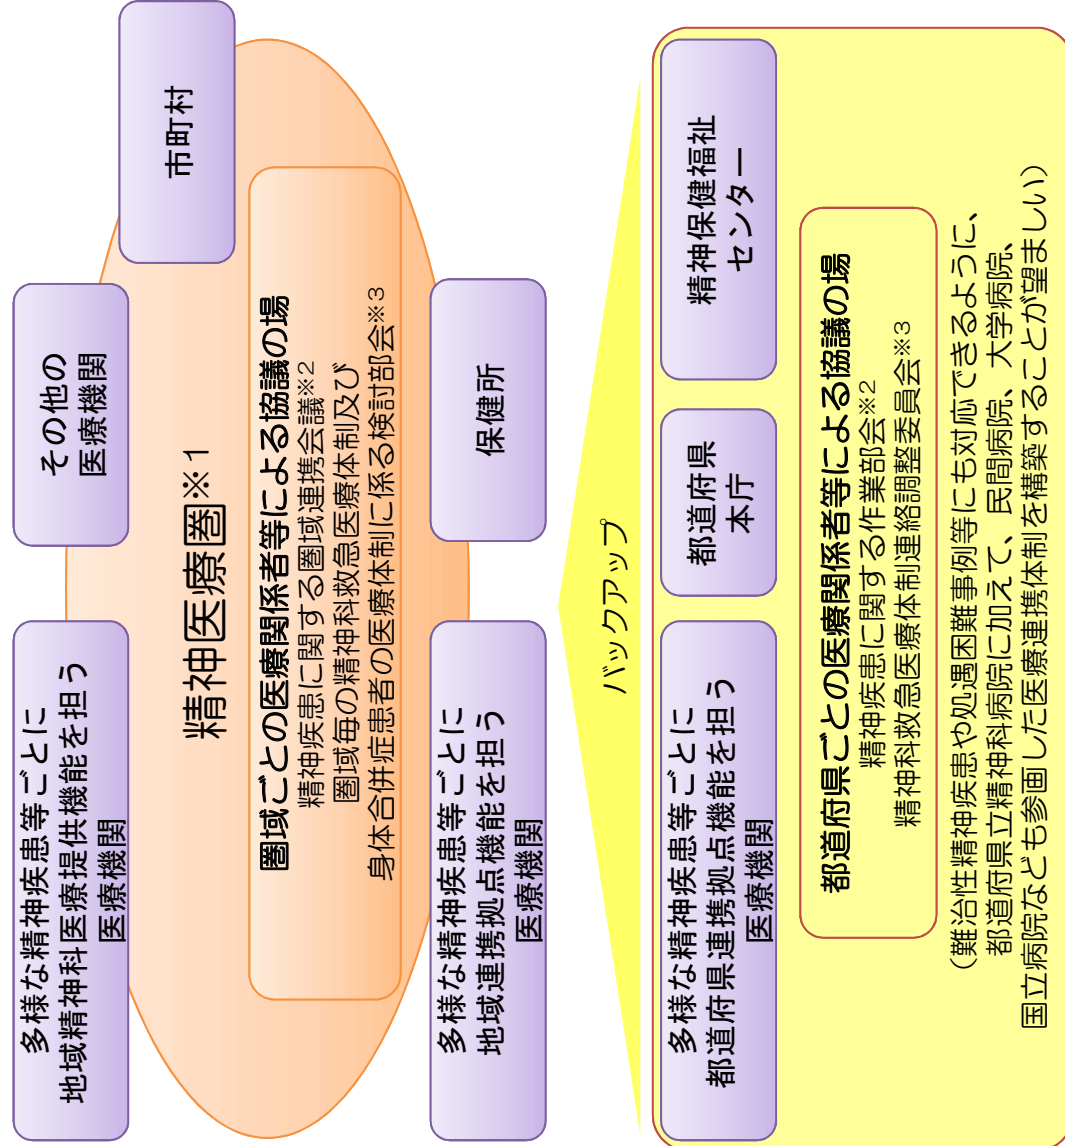 多様な精神疾患等ごとに
地域精神科医療提供機能を担う
医療機関
その他の
医療機関
市町村
精神医療圏※1
圏域ごとの医療関係者等による協議の場
精神疾患に関する圏域連携会議※2
圏域毎の精神科救急医療体制及び
身体合併症患者の医療体制に係る検討部会※3
多様な精神疾患等ごとに
地域連携拠点機能を担う
医療機関
保健所
バックアップ
多様な精神疾患等ごとに
都道府県連携拠点機能を担う
医療機関
都道府県
本庁
精神保健福祉
センター
都道府県ごとの医療関係者等による協議の場
精神疾患に関する作業部会※2
精神科救急医療体制連絡調整委員会※3
（難治性精神疾患や処遇困難事例等にも対応できるように、
都道府県立精神科病院に加えて、民間病院、大学病院、
国立病院なども参画した医療連携体制を構築することが望ましい）